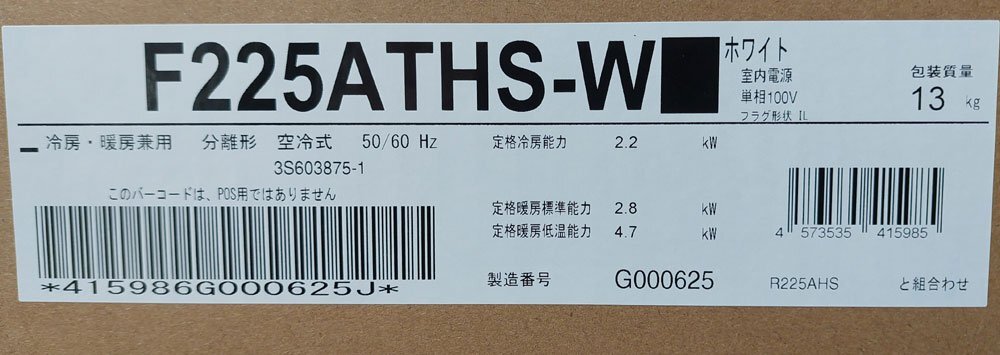 F225ATHS-W■
ホワイト
室内電源
単相100V
プラグ形状 IL
包装質量
13 kg
冷房・暖房兼用 分離形 空冷式 50/60 Hz
3S603875-1
このバーコードは、POS用ではありません
*415986G000625J*
定格冷房能力 2.2 kW
定格暖房標準能力 2.8 kW
定格暖房低温能力 4.7 kW
製造番号 G000625
4 573535 415985
R225AHS と組合わせ